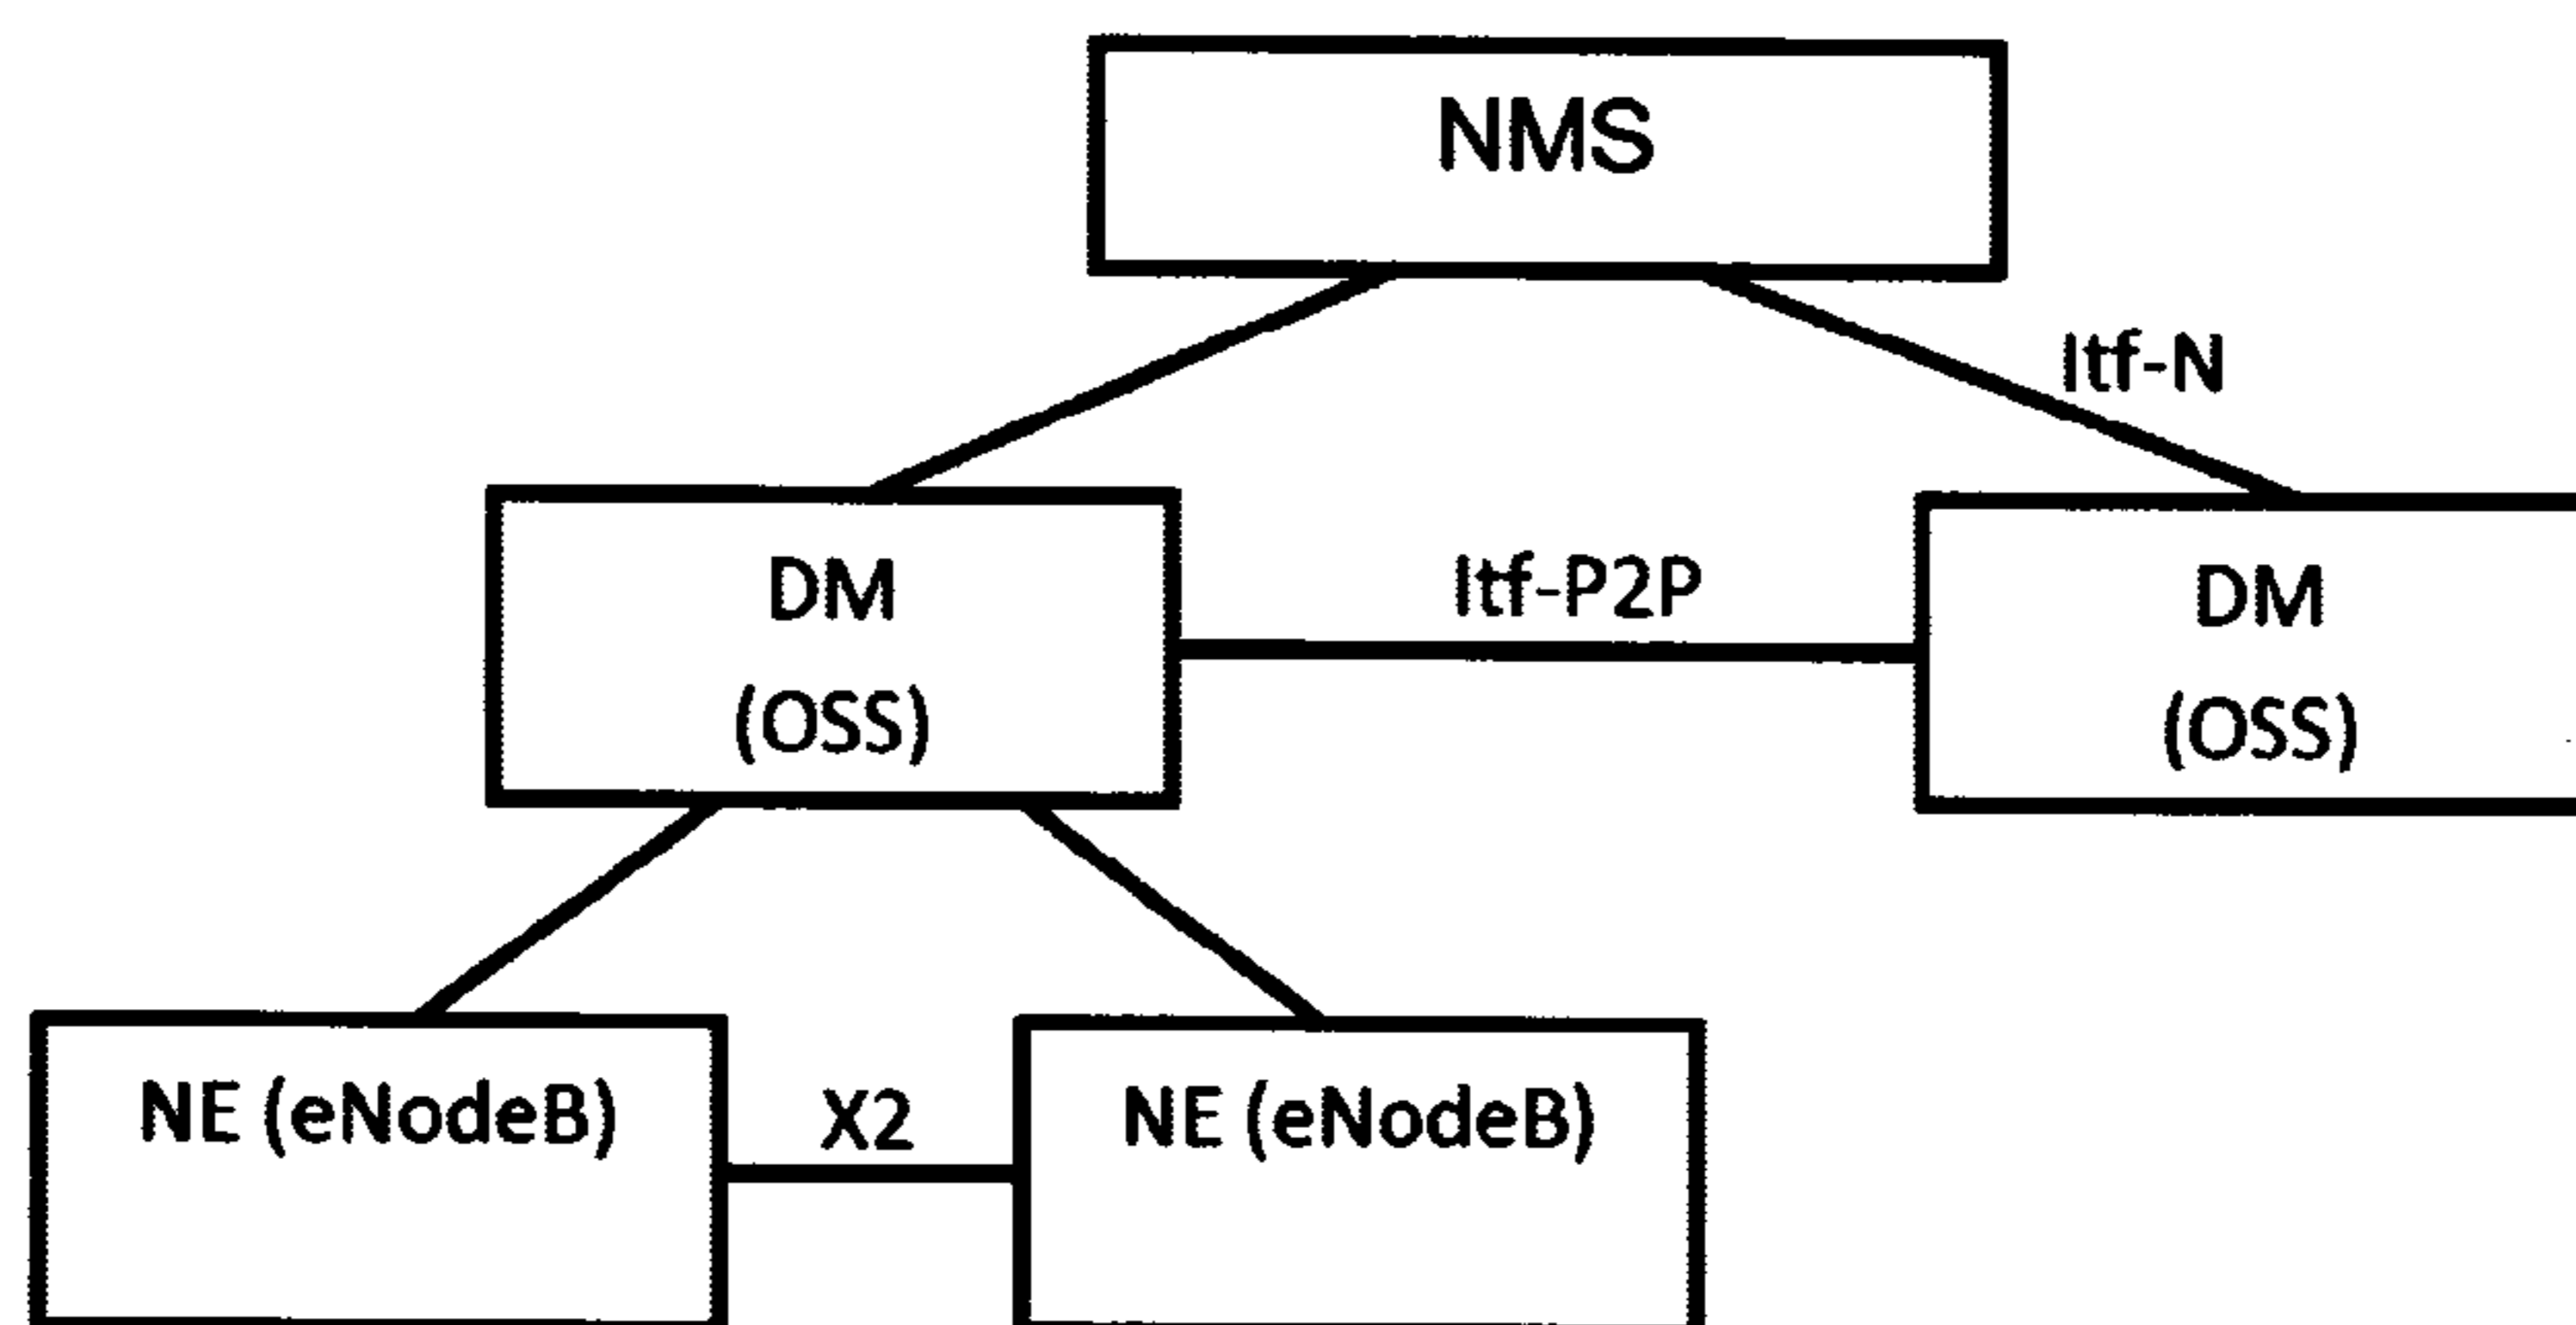 NMS
Itf-N
DM
(OSS)
Itf-P2P
DM
(OSS)
NE (eNodeB)
X2
NE (eNodeB)